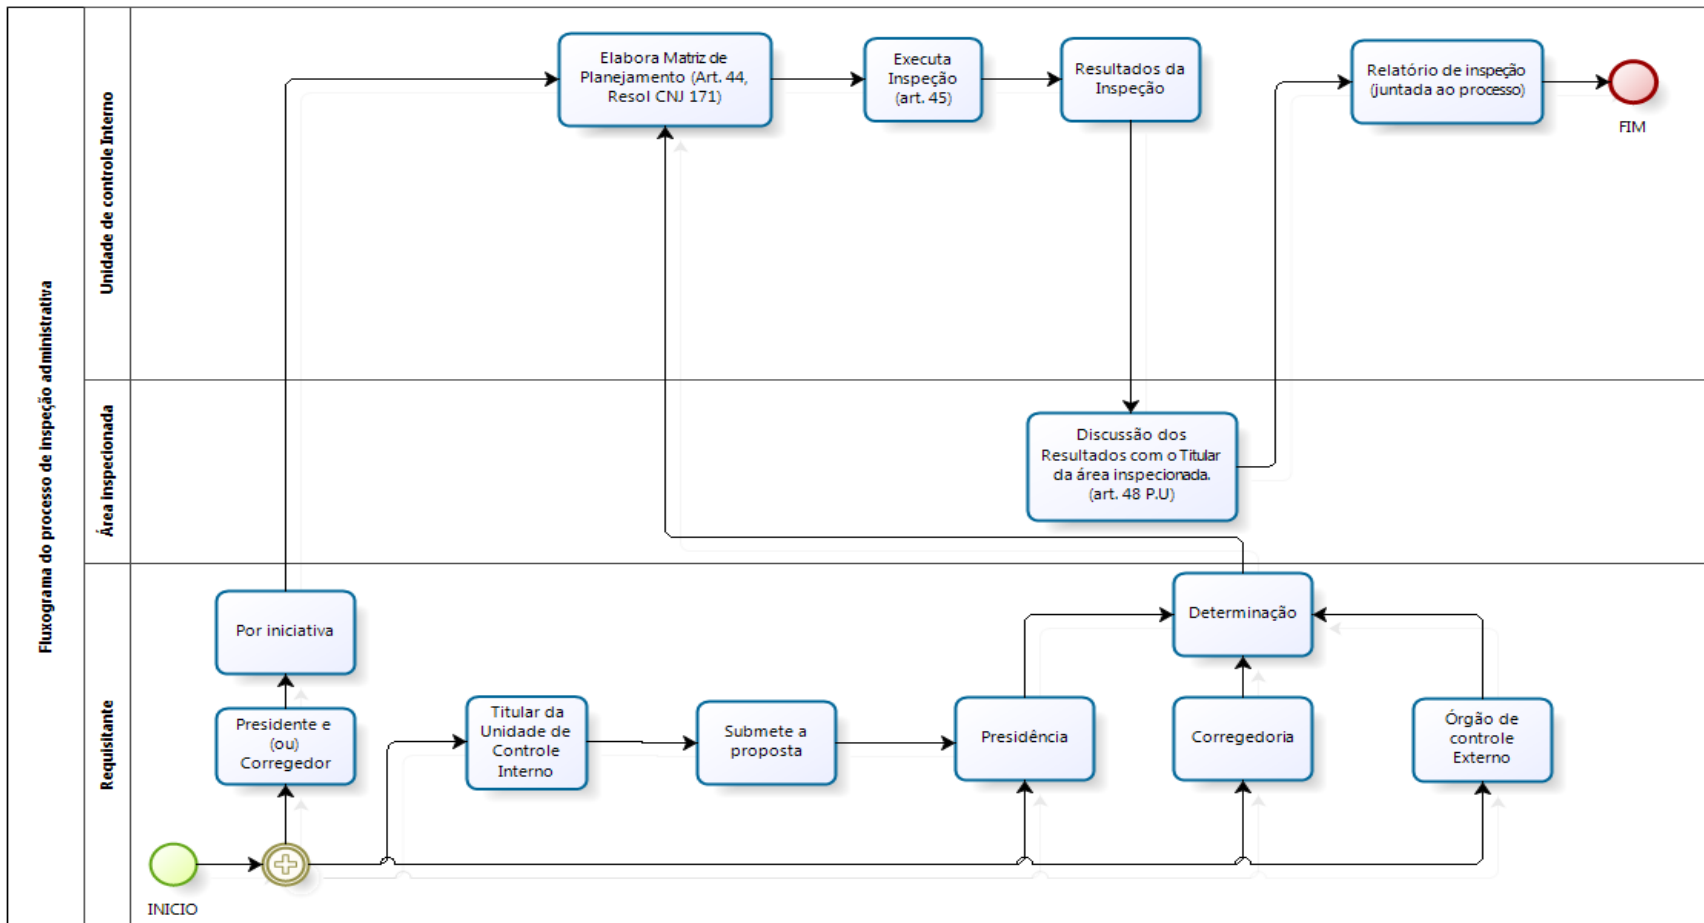 Fluxograma do processo de inspeção administrativa
Unidade de controle Interno
Elabora Matriz de
Planejamento (Art. 44,
Resol CNJ 171)
Executa
Inspeção
(art. 45)
Resultados da
Inspeção
Relatório de inspeção
(juntada ao processo)
FIM
Área inspecionada
Discussão dos
Resultados com o Titular
da área inspecionada.
(art. 48 P.U)
Requisitante
Por iniciativa
Determinação
Presidente e
(ou)
Corregedor
Titular da
Unidade de
Controle
Interno
Submete a
proposta
Presidência
Corregedoria
Órgão de
controle
Externo
INICIO